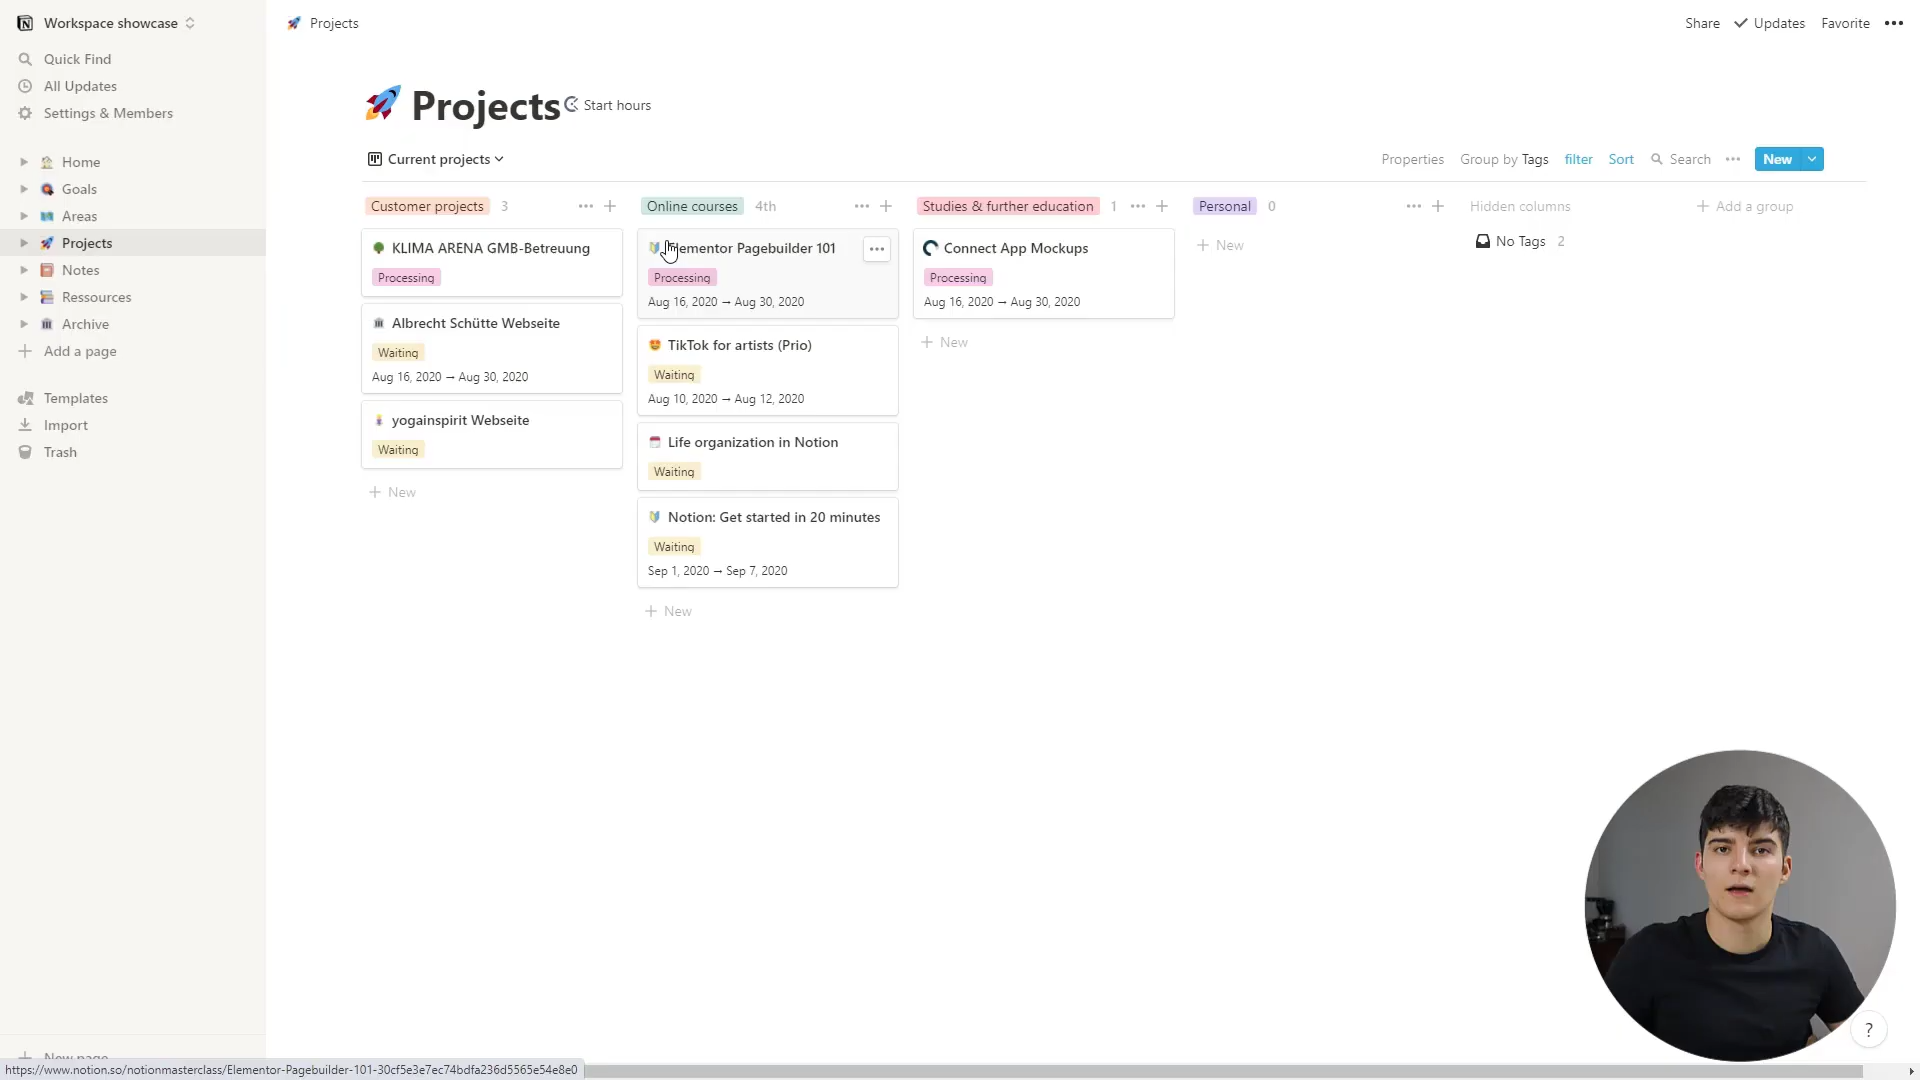 Workspace showcase
Quick Find
All Updates
Settings & Members
Home
Goals
Areas
Projects
Notes
Ressources
Archive
Add a page
Templates
Import
Trash
New page
Projects
Share
Updates
Favorite
Projects
Start hours
Current projects
Properties
Group by Tags
filter
Sort
Search
New
Customer projects 3
KLIMA ARENA GMB-Betreuung
Processing
Albrecht Schütte Webseite
Waiting
Aug 16, 2020 → Aug 30, 2020
yogainspirit Webseite
Waiting
New
Online courses 4th
Elementor Pagebuilder 101
Processing
Aug 16, 2020 → Aug 30, 2020
TikTok for artists (Prio)
Waiting
Aug 10, 2020 → Aug 12, 2020
Life organization in Notion
Waiting
Notion: Get started in 20 minutes
Waiting
Sep 1, 2020 → Sep 7, 2020
New
Studies & further education 1
Connect App Mockups
Processing
Aug 16, 2020 → Aug 30, 2020
New
Personal 0
New
Hidden columns
No Tags 2
Add a group
?
https://www.notion.so/notionmasterclass/Elementor-Pagebuilder-101-30cf5e3e7ec74bdfa236d5565e54e8e0